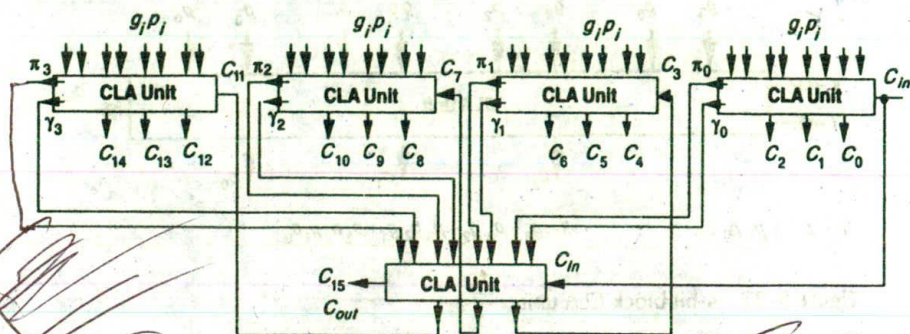 gᵢpᵢ gᵢpᵢ gᵢpᵢ gᵢpᵢ
π₃ C₁₁ π₂ C₇ π₁ C₃ π₀ Cᵢₙ
CLA Unit CLA Unit CLA Unit CLA Unit
γ₃ γ₂ γ₁ γ₀
C₁₄ C₁₃ C₁₂ C₁₀ C₉ C₈ C₆ C₅ C₄ C₂ C₁ C₀
Cᵢₙ
C₁₅ CLA Unit
Cₒᵤₜ